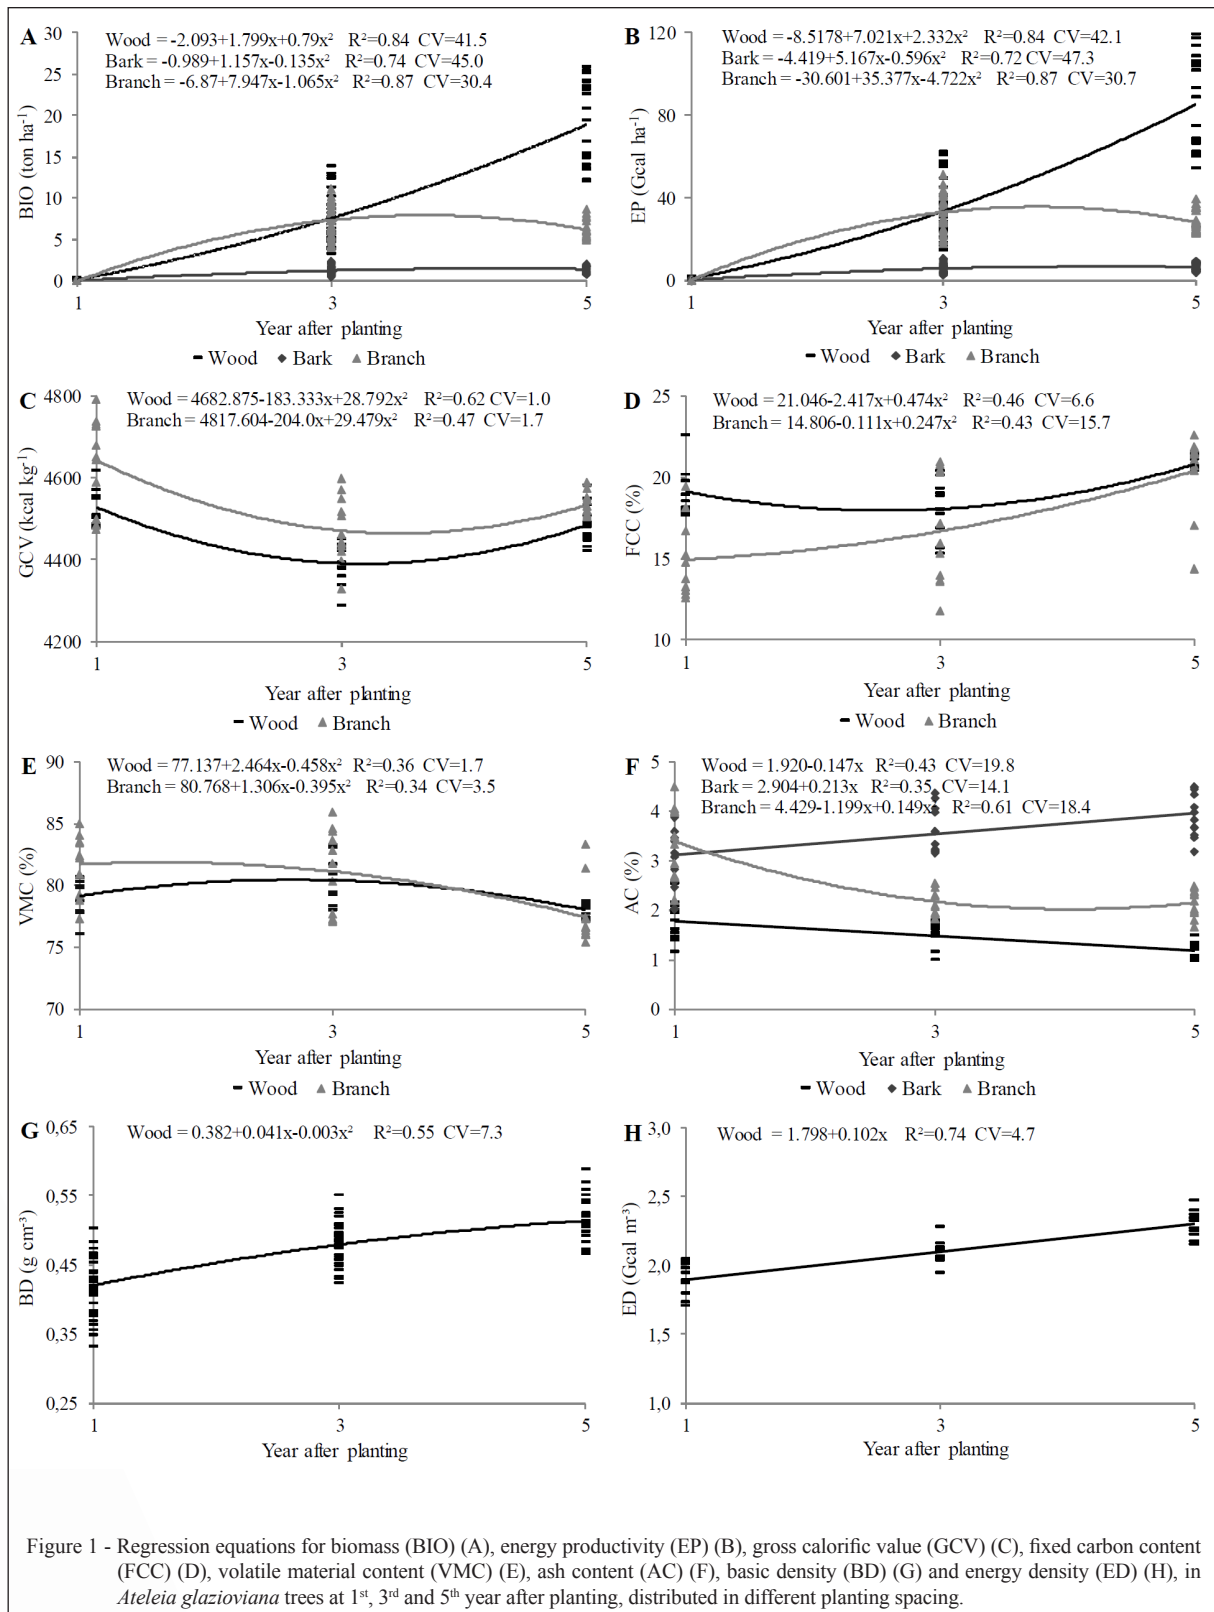 A
Wood = -2.093+1.799x+0.79x² R²=0.84 CV=41.5
Bark = -0.989+1.157x-0.135x² R²=0.74 CV=45.0
Branch= -6.87+7.947x-1.065x² R²=0.87 CV=30.4
BIO (ton ha⁻¹)
30
25
20
15
10
5
0
1 3 5
Year after planting
Wood Bark Branch
B
Wood = -8.5178+7.021x+2.332x² R²=0.84 CV=42.1
Bark = -4.419+5.167x-0.596x² R²=0.72 CV=47.3
Branch= -30.601+35.377x-4.722x² R²=0.87 CV=30.7
EP (Gcal ha⁻¹)
120
80
40
0
1 3 5
Year after planting
Wood Bark Branch
C
Wood = 4682.875-183.333x+28.792x² R²=0.62 CV=1.0
Branch = 4817.604-204.0x+29.479x² R²=0.47 CV=1.7
GCV (kcal kg⁻¹)
4800
4600
4400
4200
1 3 5
Year after planting
Wood Branch
D
Wood = 21.046-2.417x+0.474x² R²=0.46 CV=6.6
Branch = 14.806-0.111x+0.247x² R²=0.43 CV=15.7
FCC (%)
25
20
15
10
1 3 5
Year after planting
Wood Branch
E
Wood = 77.137+2.464x-0.458x² R²=0.36 CV=1.7
Branch = 80.768+1.306x-0.395x² R²=0.34 CV=3.5
VMC (%)
90
85
80
75
70
1 3 5
Year after planting
Wood Branch
F
Wood = 1.920-0.147x R²=0.43 CV=19.8
Bark = 2.904+0.213x R²=0.35 CV=14.1
Branch = 4.429-1.199x+0.149x² R²=0.61 CV=18.4
AC (%)
5
4
3
2
1
0
1 3 5
Year after planting
Wood Bark Branch
G
Wood = 0.382+0.041x-0.003x² R²=0.55 CV=7.3
BD (g cm⁻³)
0,65
0,55
0,45
0,35
0,25
1 3 5
Year after planting
H
Wood = 1.798+0.102x R²=0.74 CV=4.7
ED (Gcal m⁻³)
3,0
2,5
2,0
1,5
1,0
1 3 5
Year after planting
Figure 1 - Regression equations for biomass (BIO) (A), energy productivity (EP) (B), gross calorific value (GCV) (C), fixed carbon content
(FCC) (D), volatile material content (VMC) (E), ash content (AC) (F), basic density (BD) (G) and energy density (ED) (H), in
Ateleia glazioviana trees at 1st, 3rd and 5th year after planting, distributed in different planting spacing.